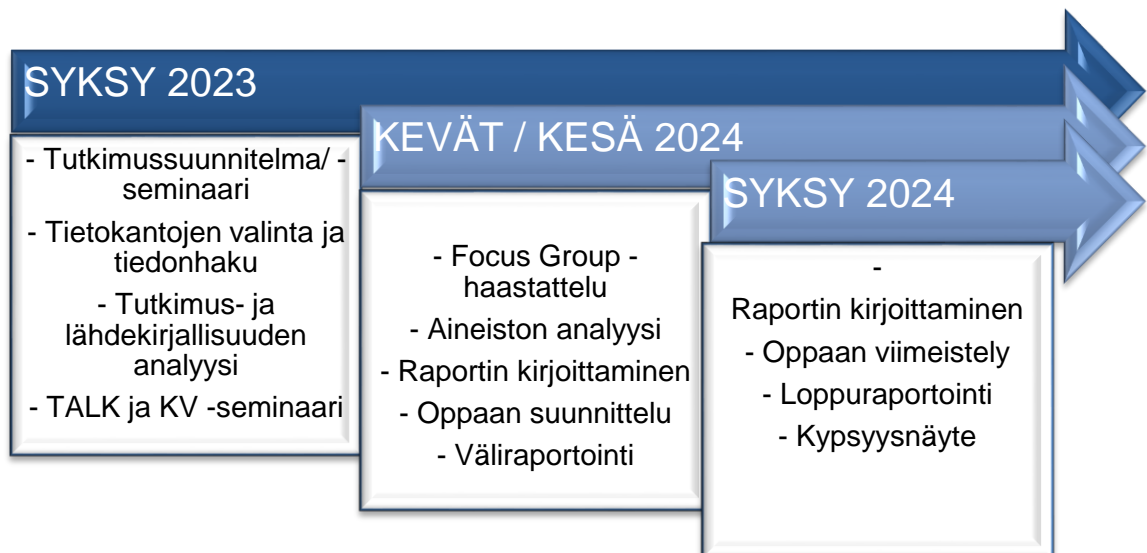 SYKSY 2023
- Tutkimussuunnitelma/ -
seminaari
- Tietokantojen valinta ja
tiedonhaku
- Tutkimus- ja
lähdekirjallisuuden
analyysi
- TALK ja KV -seminaari
KEVÄT / KESÄ 2024
- Focus Group -
haastattelu
- Aineiston analyysi
- Raportin kirjoittaminen
- Oppaan suunnittelu
- Väliraportointi
SYKSY 2024
-
Raportin kirjoittaminen
- Oppaan viimeistely
- Loppuraportointi
- Kypsyysnäyte